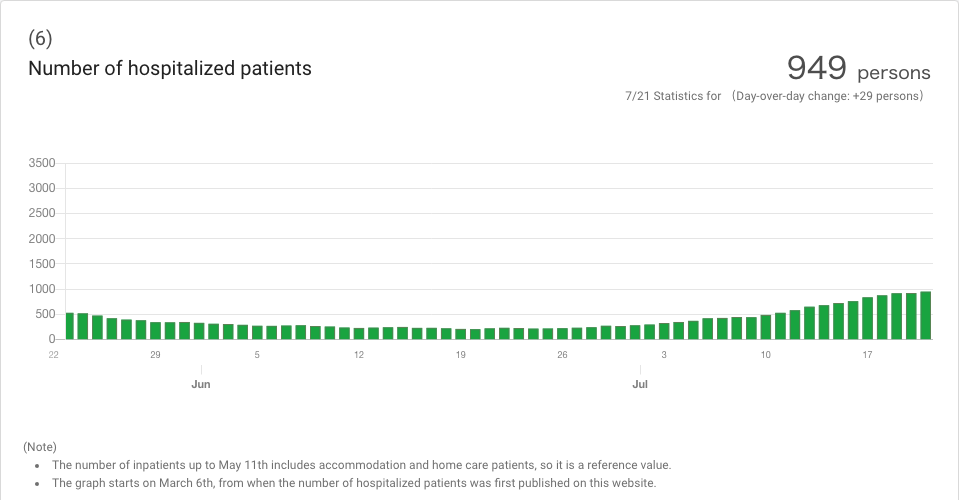 (6)
Number of hospitalized patients
949 persons
7/21 Statistics for （Day-over-day change: +29 persons）
3500
3000
2500
2000
1500
1000
500
0
22 29 5 12 19 26 3 10 17
Jun Jul
(Note)
• The number of inpatients up to May 11th includes accommodation and home care patients, so it is a reference value.
• The graph starts on March 6th, from when the number of hospitalized patients was first published on this website.